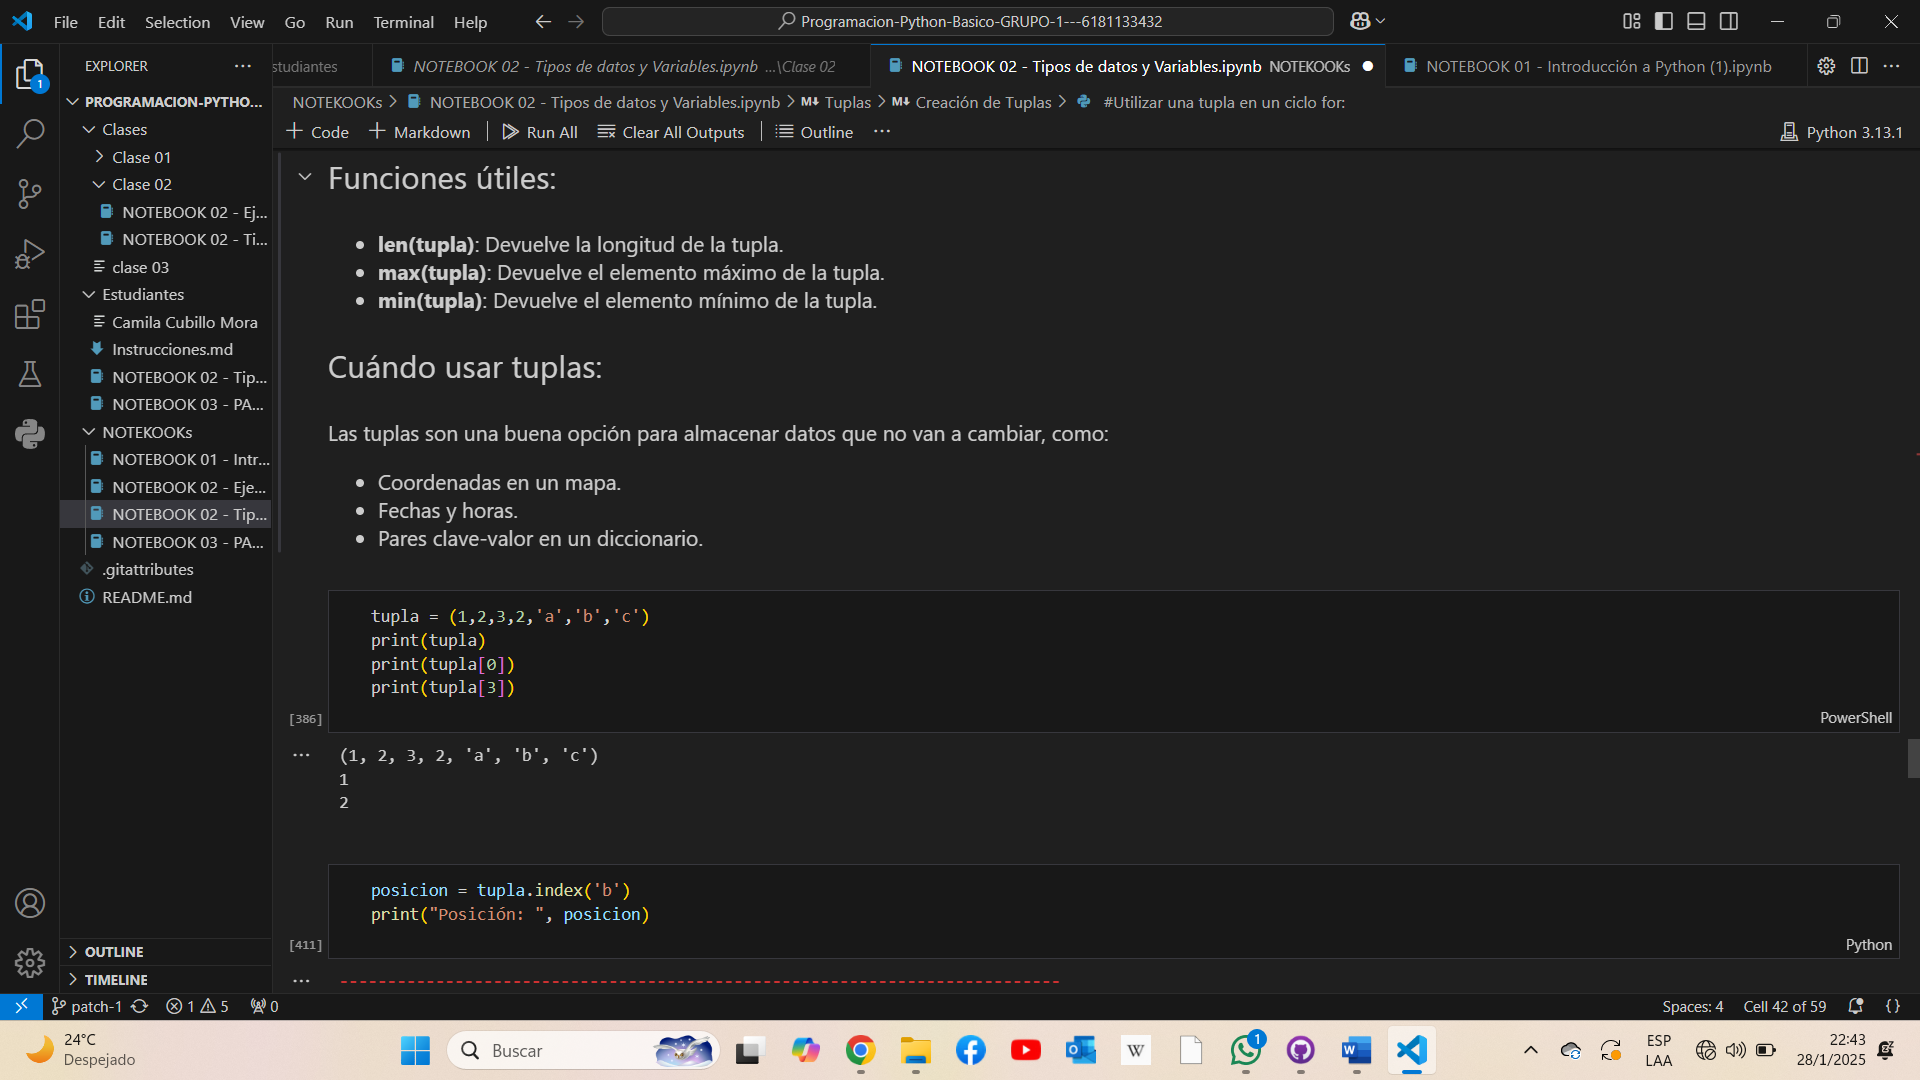 File Edit Selection View Go Run Terminal Help
Programacion-Python-Basico-GRUPO-1---6181133432
EXPLORER
studiantes
NOTEBOOK 02 - Tipos de datos y Variables.ipynb ...\Clase 02
NOTEBOOK 02 - Tipos de datos y Variables.ipynb NOTEKOOKs
NOTEBOOK 01 - Introducción a Python (1).ipynb
NOTEKOOKs > NOTEBOOK 02 - Tipos de datos y Variables.ipynb > M↓ Tuplas > M↓ Creación de Tuplas > #Utilizar una tupla en un ciclo for:
+ Code + Markdown Run All Clear All Outputs Outline ...
Python 3.13.1
PROGRAMACION-PYTHO...
Clases
Clase 01
Clase 02
NOTEBOOK 02 - Ej...
NOTEBOOK 02 - Ti...
clase 03
Estudiantes
Camila Cubillo Mora
Instrucciones.md
NOTEBOOK 02 - Tip...
NOTEBOOK 03 - PA...
NOTEKOOKs
NOTEBOOK 01 - Intr...
NOTEBOOK 02 - Eje...
NOTEBOOK 02 - Tip...
NOTEBOOK 03 - PA...
.gitattributes
README.md
OUTLINE
TIMELINE
Funciones útiles:
• len(tupla): Devuelve la longitud de la tupla.
• max(tupla): Devuelve el elemento máximo de la tupla.
• min(tupla): Devuelve el elemento mínimo de la tupla.
Cuándo usar tuplas:
Las tuplas son una buena opción para almacenar datos que no van a cambiar, como:
• Coordenadas en un mapa.
• Fechas y horas.
• Pares clave-valor en un diccionario.
tupla = (1,2,3,2,'a','b','c')
print(tupla)
print(tupla[0])
print(tupla[3])
[386]
PowerShell
(1, 2, 3, 2, 'a', 'b', 'c')
1
2
posicion = tupla.index('b')
print("Posición: ", posicion)
[411]
Python
---------------------------------------------------------------------------
patch-1 1 5 0
Spaces: 4 Cell 42 of 59
24°C
Despejado
Buscar
1
ESP
LAA
22:43
28/1/2025